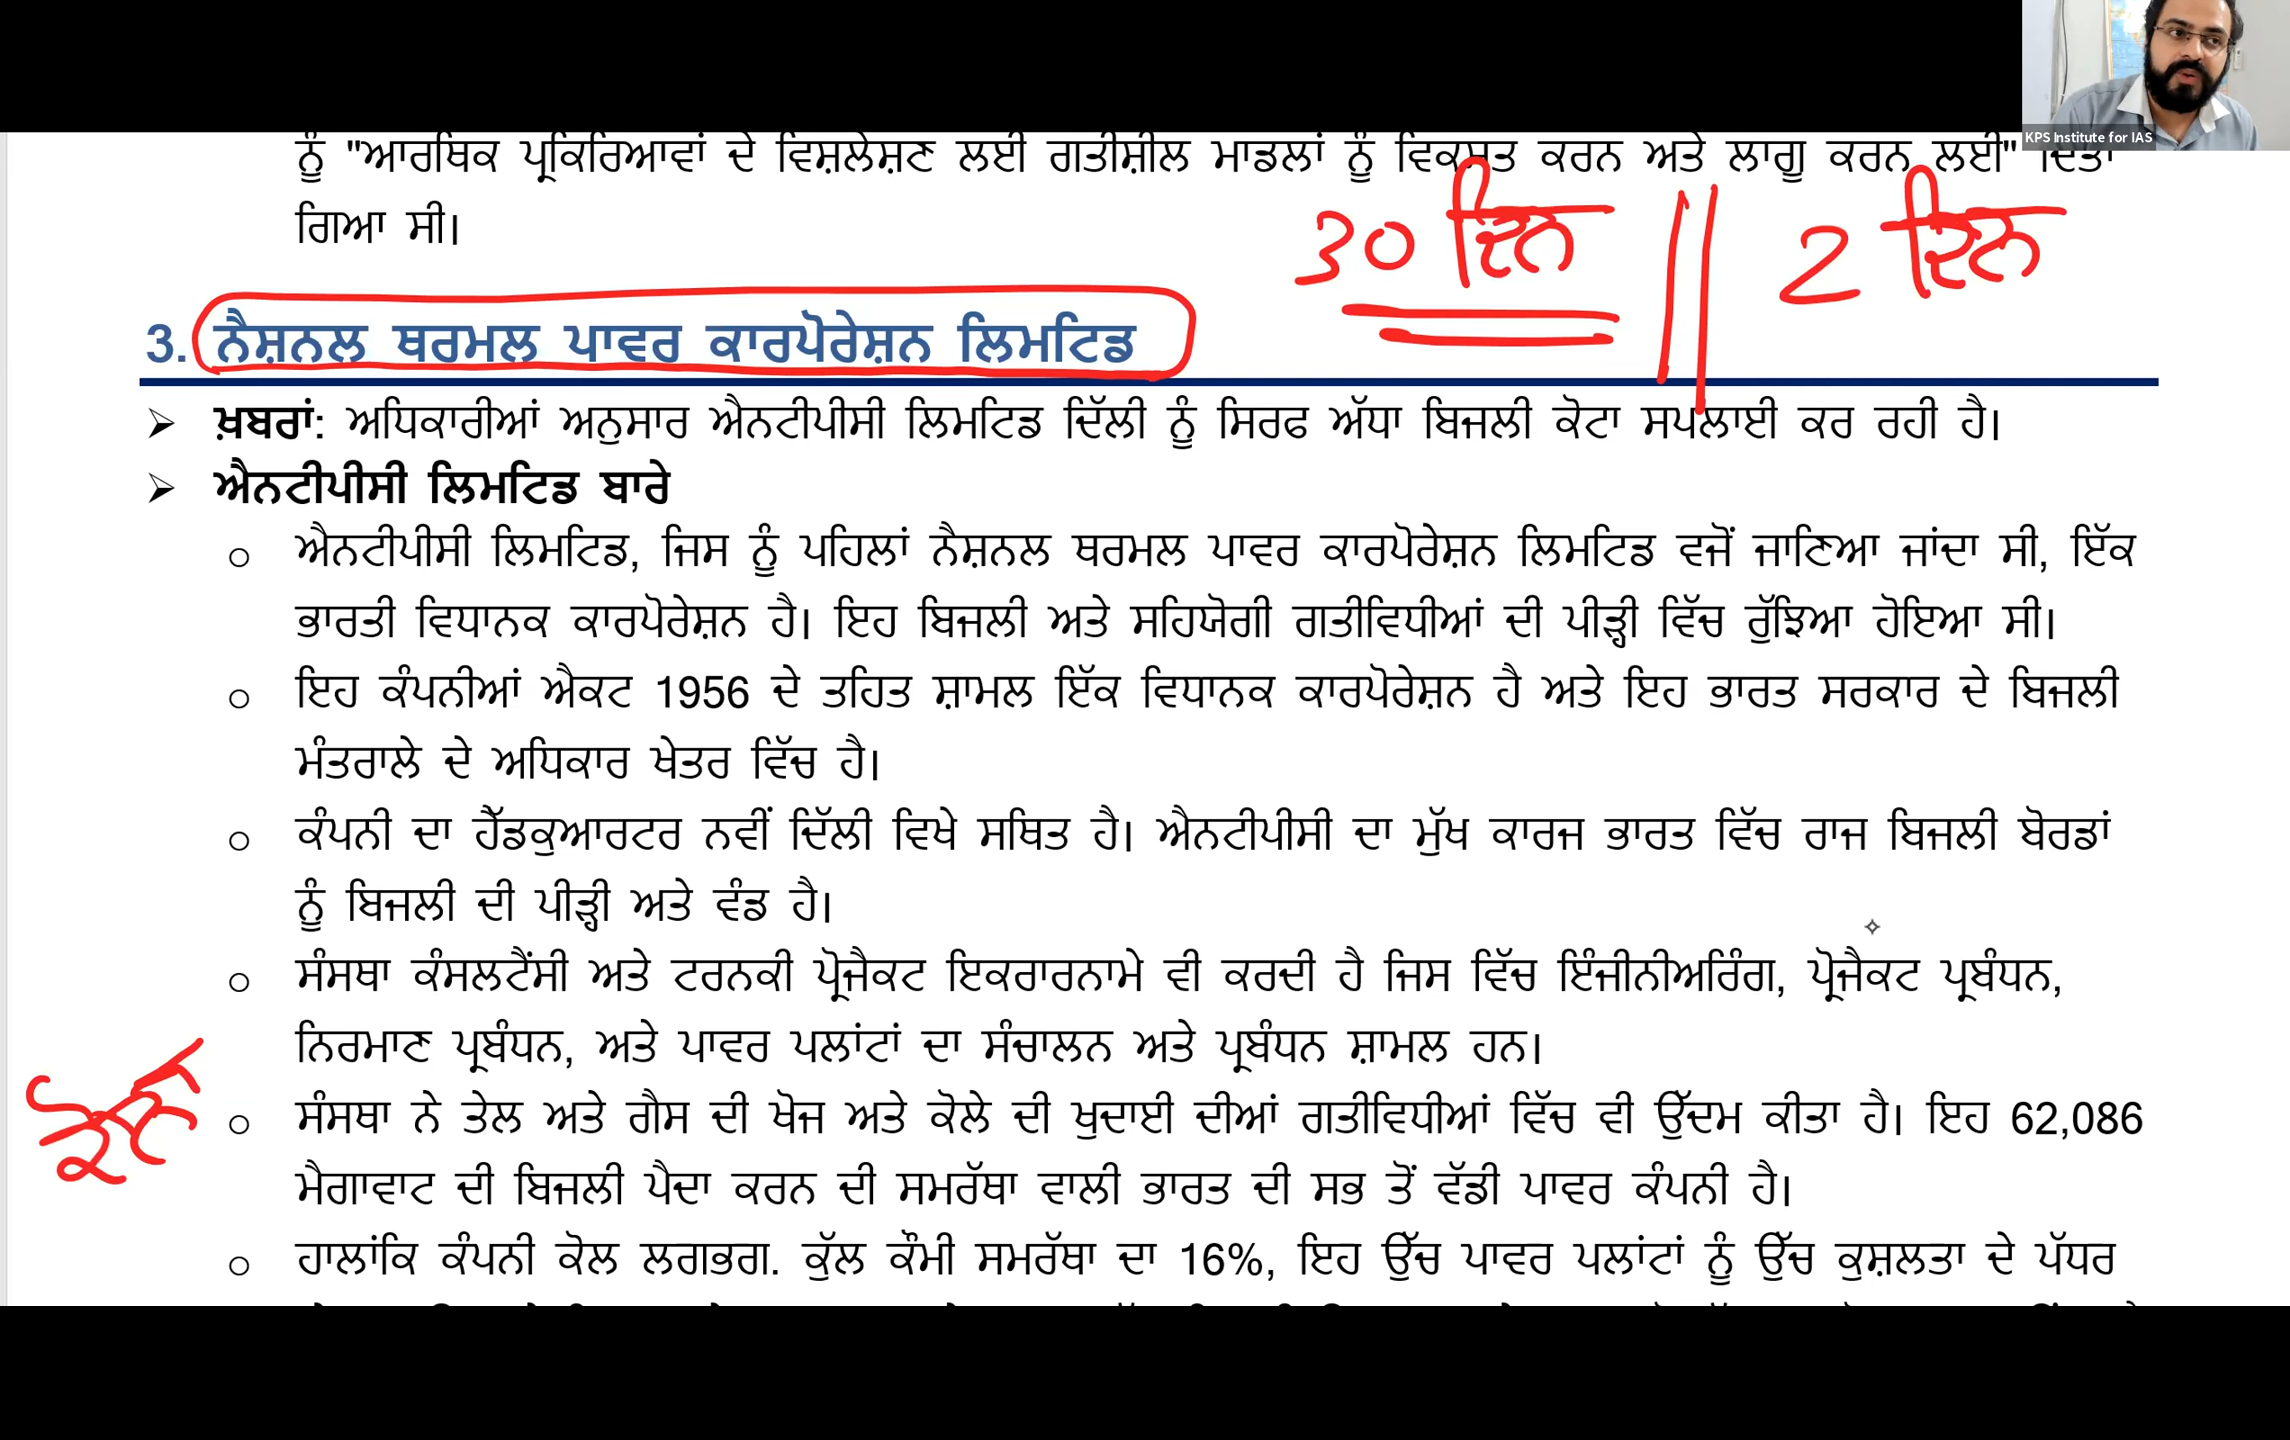 KPS Institute for IAS
ਨੂੰ "ਆਰਥਿਕ ਪ੍ਰਕਿਰਿਆਵਾਂ ਦੇ ਵਿਸ਼ਲੇਸ਼ਣ ਲਈ ਗਤੀਸ਼ੀਲ ਮਾਡਲਾਂ ਨੂੰ ਵਿਕਸਤ ਕਰਨ ਅਤੇ ਲਾਗੂ ਕਰਨ ਲਈ" ਦਿੱਤਾ
ਗਿਆ ਸੀ।
30 ਦਿਨ || 2 ਦਿਨ
3. ਨੈਸ਼ਨਲ ਥਰਮਲ ਪਾਵਰ ਕਾਰਪੋਰੇਸ਼ਨ ਲਿਮਟਿਡ
➢ ਖ਼ਬਰਾਂ: ਅਧਿਕਾਰੀਆਂ ਅਨੁਸਾਰ ਐਨਟੀਪੀਸੀ ਲਿਮਟਿਡ ਦਿੱਲੀ ਨੂੰ ਸਿਰਫ ਅੱਧਾ ਬਿਜਲੀ ਕੋਟਾ ਸਪਲਾਈ ਕਰ ਰਹੀ ਹੈ।
➢ ਐਨਟੀਪੀਸੀ ਲਿਮਟਿਡ ਬਾਰੇ
o ਐਨਟੀਪੀਸੀ ਲਿਮਟਿਡ, ਜਿਸ ਨੂੰ ਪਹਿਲਾਂ ਨੈਸ਼ਨਲ ਥਰਮਲ ਪਾਵਰ ਕਾਰਪੋਰੇਸ਼ਨ ਲਿਮਟਿਡ ਵਜੋਂ ਜਾਣਿਆ ਜਾਂਦਾ ਸੀ, ਇੱਕ
ਭਾਰਤੀ ਵਿਧਾਨਕ ਕਾਰਪੋਰੇਸ਼ਨ ਹੈ। ਇਹ ਬਿਜਲੀ ਅਤੇ ਸਹਿਯੋਗੀ ਗਤੀਵਿਧੀਆਂ ਦੀ ਪੀੜ੍ਹੀ ਵਿੱਚ ਰੁੱਝਿਆ ਹੋਇਆ ਸੀ।
o ਇਹ ਕੰਪਨੀਆਂ ਐਕਟ 1956 ਦੇ ਤਹਿਤ ਸ਼ਾਮਲ ਇੱਕ ਵਿਧਾਨਕ ਕਾਰਪੋਰੇਸ਼ਨ ਹੈ ਅਤੇ ਇਹ ਭਾਰਤ ਸਰਕਾਰ ਦੇ ਬਿਜਲੀ
ਮੰਤਰਾਲੇ ਦੇ ਅਧਿਕਾਰ ਖੇਤਰ ਵਿੱਚ ਹੈ।
o ਕੰਪਨੀ ਦਾ ਹੈੱਡਕੁਆਰਟਰ ਨਵੀਂ ਦਿੱਲੀ ਵਿਖੇ ਸਥਿਤ ਹੈ। ਐਨਟੀਪੀਸੀ ਦਾ ਮੁੱਖ ਕਾਰਜ ਭਾਰਤ ਵਿੱਚ ਰਾਜ ਬਿਜਲੀ ਬੋਰਡਾਂ
ਨੂੰ ਬਿਜਲੀ ਦੀ ਪੀੜ੍ਹੀ ਅਤੇ ਵੰਡ ਹੈ।
o ਸੰਸਥਾ ਕੰਸਲਟੈਂਸੀ ਅਤੇ ਟਰਨਕੀ ਪ੍ਰੋਜੈਕਟ ਇਕਰਾਰਨਾਮੇ ਵੀ ਕਰਦੀ ਹੈ ਜਿਸ ਵਿੱਚ ਇੰਜੀਨੀਅਰਿੰਗ, ਪ੍ਰੋਜੈਕਟ ਪ੍ਰਬੰਧਨ,
ਨਿਰਮਾਣ ਪ੍ਰਬੰਧਨ, ਅਤੇ ਪਾਵਰ ਪਲਾਂਟਾਂ ਦਾ ਸੰਚਾਲਨ ਅਤੇ ਪ੍ਰਬੰਧਨ ਸ਼ਾਮਲ ਹਨ।
o ਸੰਸਥਾ ਨੇ ਤੇਲ ਅਤੇ ਗੈਸ ਦੀ ਖੋਜ ਅਤੇ ਕੋਲੇ ਦੀ ਖੁਦਾਈ ਦੀਆਂ ਗਤੀਵਿਧੀਆਂ ਵਿੱਚ ਵੀ ਉੱਦਮ ਕੀਤਾ ਹੈ। ਇਹ 62,086
ਮੈਗਾਵਾਟ ਦੀ ਬਿਜਲੀ ਪੈਦਾ ਕਰਨ ਦੀ ਸਮਰੱਥਾ ਵਾਲੀ ਭਾਰਤ ਦੀ ਸਭ ਤੋਂ ਵੱਡੀ ਪਾਵਰ ਕੰਪਨੀ ਹੈ।
o ਹਾਲਾਂਕਿ ਕੰਪਨੀ ਕੋਲ ਲਗਭਗ. ਕੁੱਲ ਕੌਮੀ ਸਮਰੱਥਾ ਦਾ 16%, ਇਹ ਉੱਚ ਪਾਵਰ ਪਲਾਂਟਾਂ ਨੂੰ ਉੱਚ ਕੁਸ਼ਲਤਾ ਦੇ ਪੱਧਰ